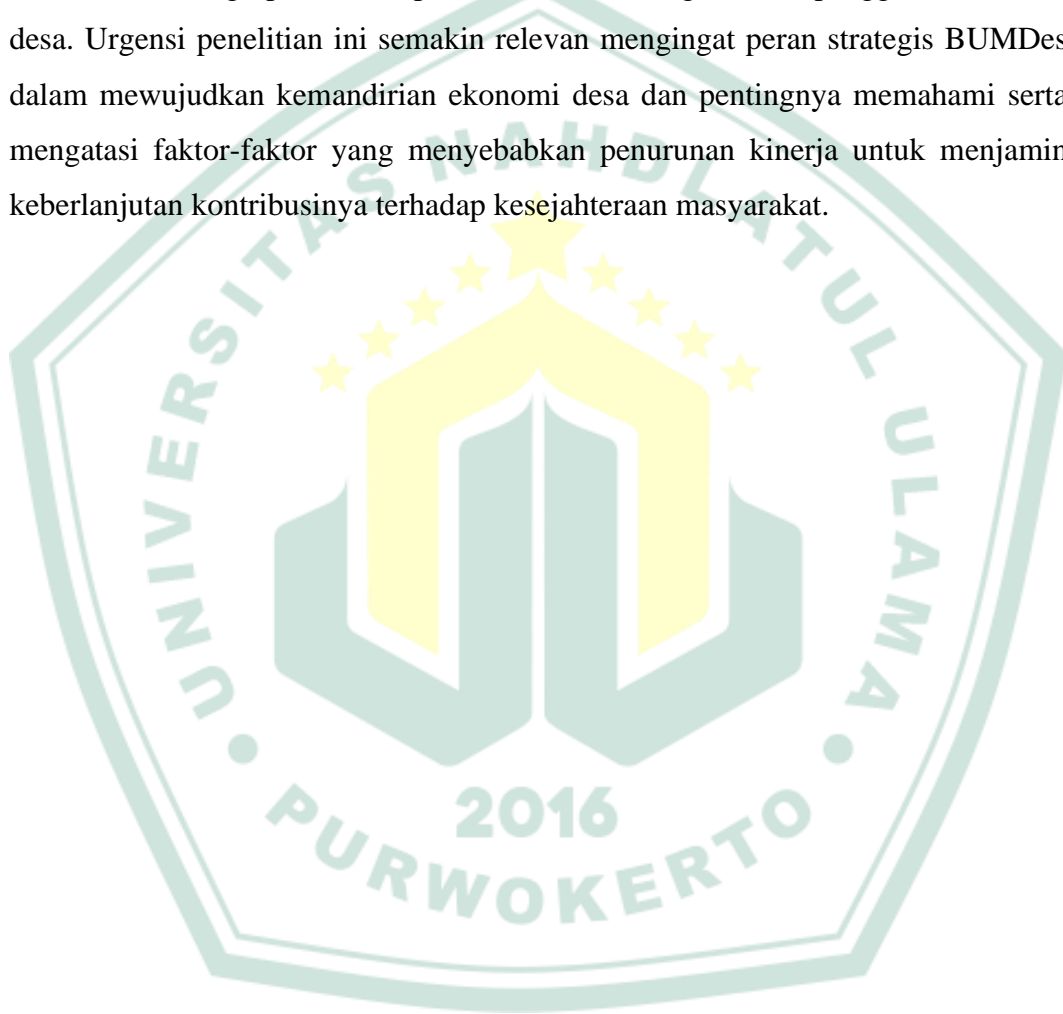 desa. Urgensi penelitian ini semakin relevan mengingat peran strategis BUMDes
dalam mewujudkan kemandirian ekonomi desa dan pentingnya memahami serta
mengatasi faktor-faktor yang menyebabkan penurunan kinerja untuk menjamin
keberlanjutan kontribusinya terhadap kesejahteraan masyarakat.
UNIVERSITAS NAHDLATUL ULAMA
2016
PURWOKERTO